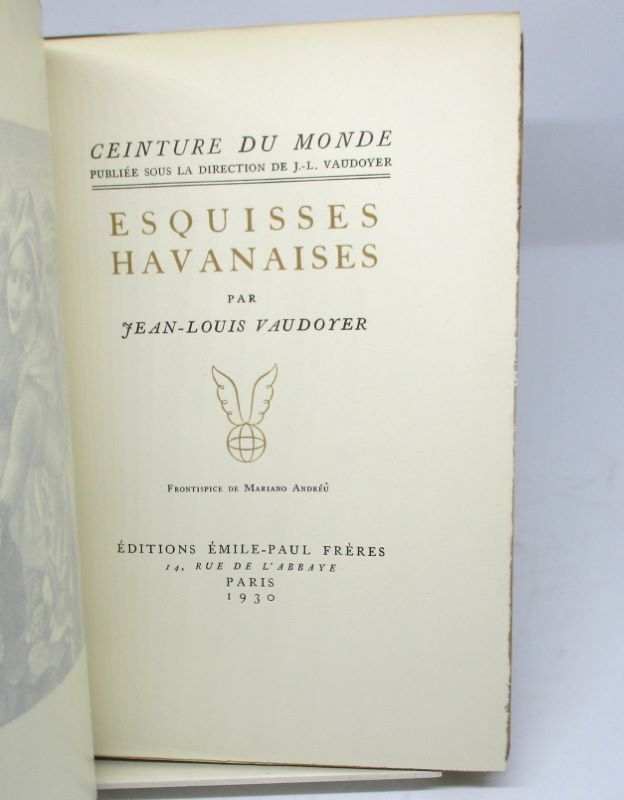 CEINTURE DU MONDE
PUBLIÉE SOUS LA DIRECTION DE J.-L. VAUDOYER
ESQUISSES
HAVANAISES
PAR
JEAN-LOUIS VAUDOYER
FRONTISPICE DE MARIANO ANDRÉÙ
ÉDITIONS ÉMILE-PAUL FRÈRES
14, RUE DE L'ABBAYE
PARIS
1930